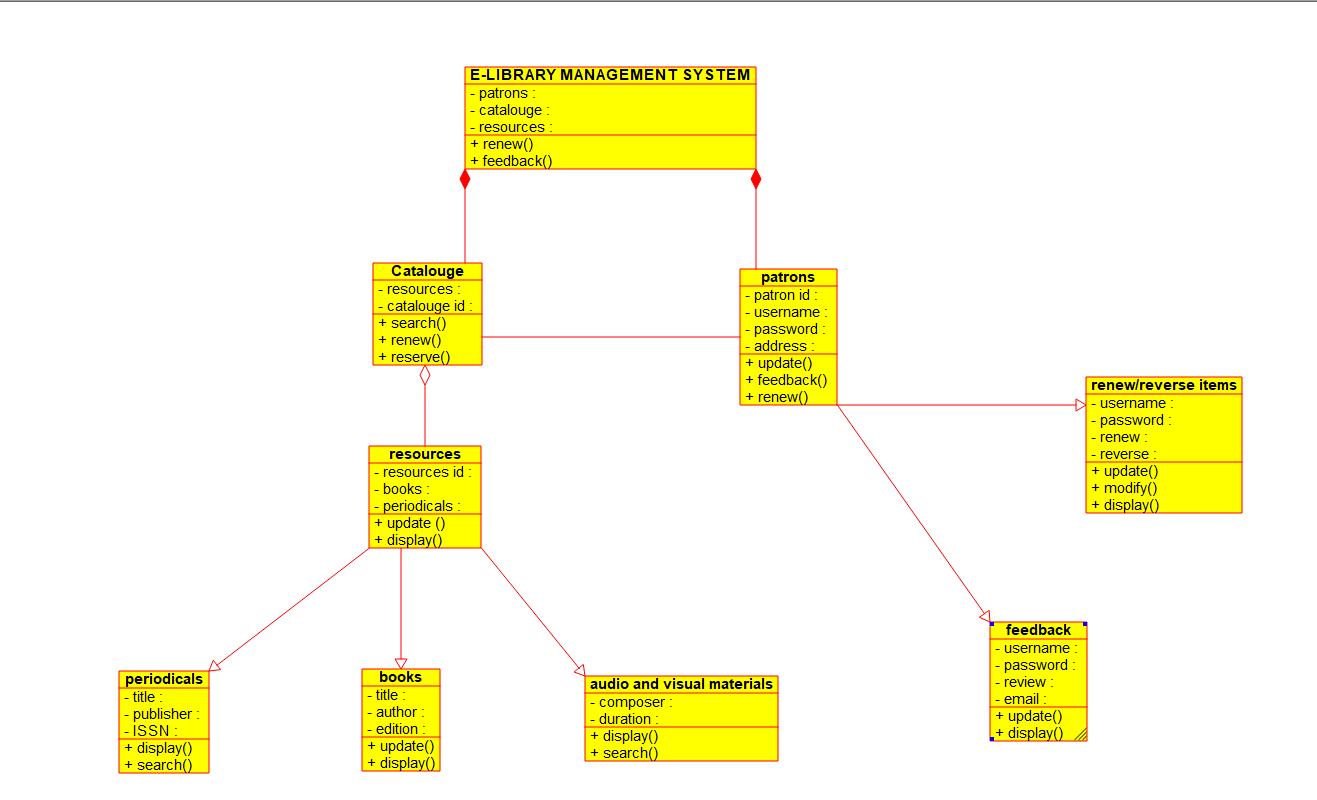 E-LIBRARY MANAGEMENT SYSTEM
- patrons :
- catalouge :
- resources :
+ renew()
+ feedback()
Catalouge
- resources :
- catalouge id :
+ search()
+ renew()
+ reserve()
patrons
- patron id :
- username :
- password :
- address :
+ update()
+ feedback()
+ renew()
renew/reverse items
- username :
- password :
- renew :
- reverse :
+ update()
+ modify()
+ display()
resources
- resources id :
- books :
- periodicals :
+ update ()
+ display()
periodicals
- title :
- publisher :
- ISSN :
+ display()
+ search()
books
- title :
- author :
- edition :
+ update()
+ display()
audio and visual materials
- composer :
- duration :
+ display()
+ search()
feedback
- username :
- password :
- review :
- email :
+ update()
+ display()